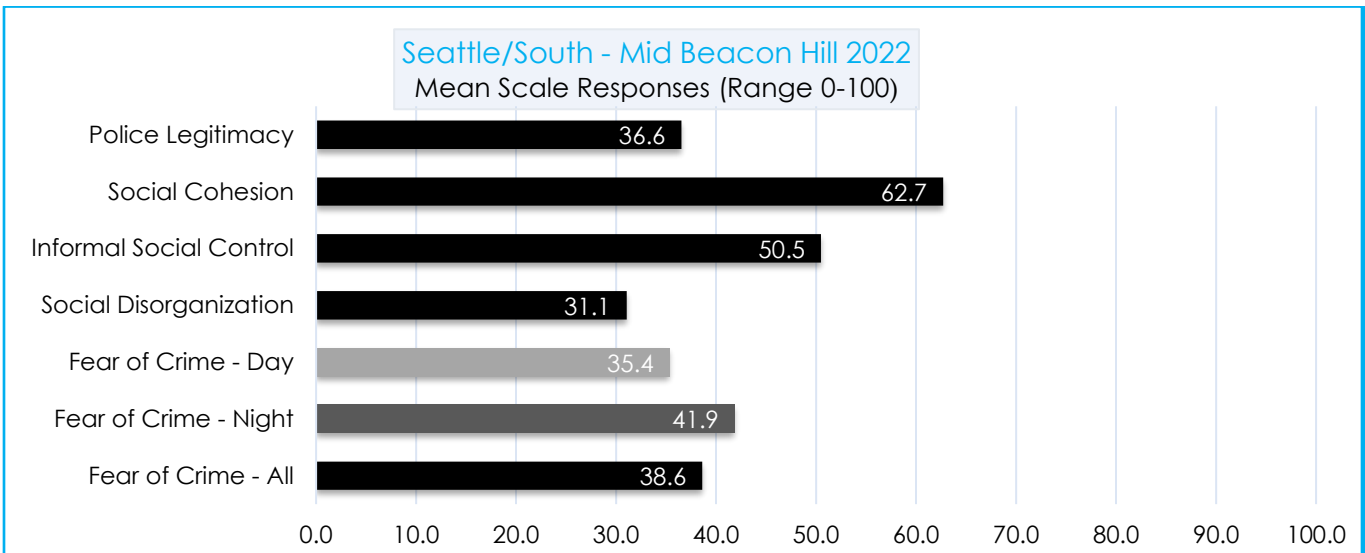 Seattle/South - Mid Beacon Hill 2022
Mean Scale Responses (Range 0-100)
Police Legitimacy 36.6
Social Cohesion 62.7
Informal Social Control 50.5
Social Disorganization 31.1
Fear of Crime - Day 35.4
Fear of Crime - Night 41.9
Fear of Crime - All 38.6
0.0 10.0 20.0 30.0 40.0 50.0 60.0 70.0 80.0 90.0 100.0